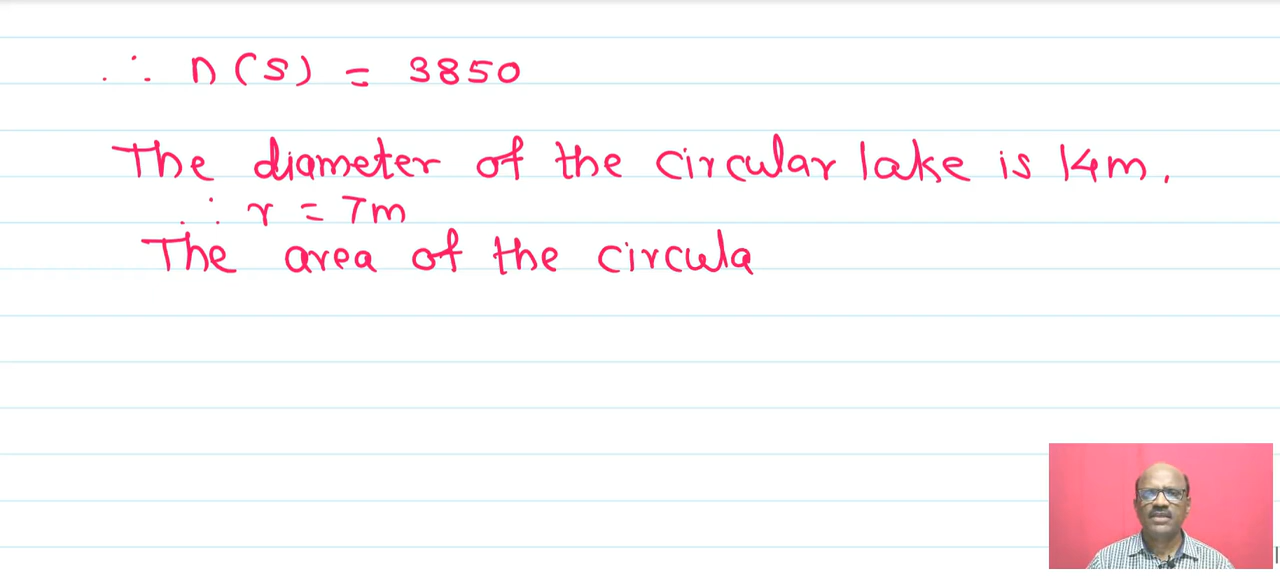 ∴ n(S) = 3850
The diameter of the circular lake is 14m.
∴ r = 7m
The area of the circula